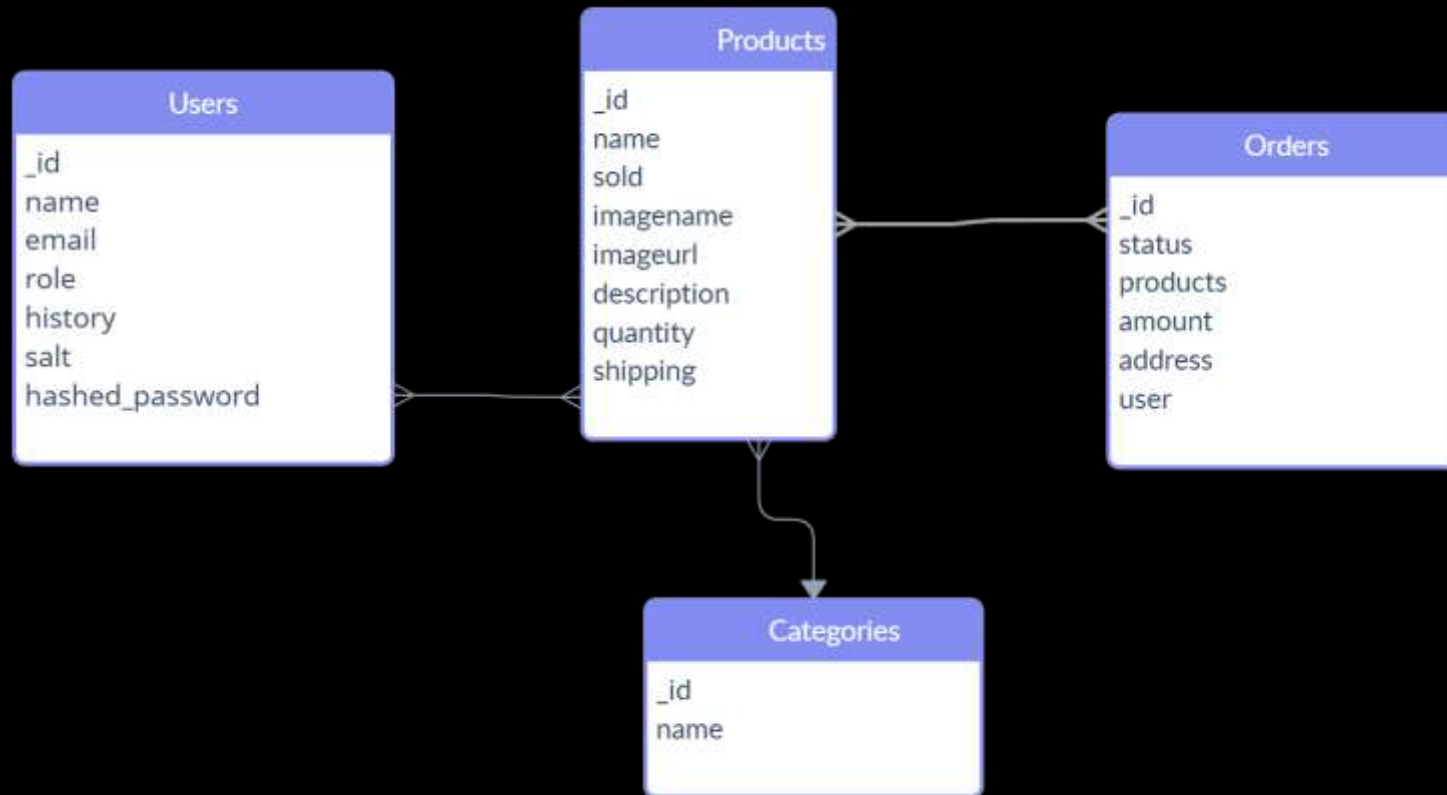 Users
_id
name
email
role
history
salt
hashed_password
Products
_id
name
sold
imagename
imageurl
description
quantity
shipping
Orders
_id
status
products
amount
address
user
Categories
_id
name